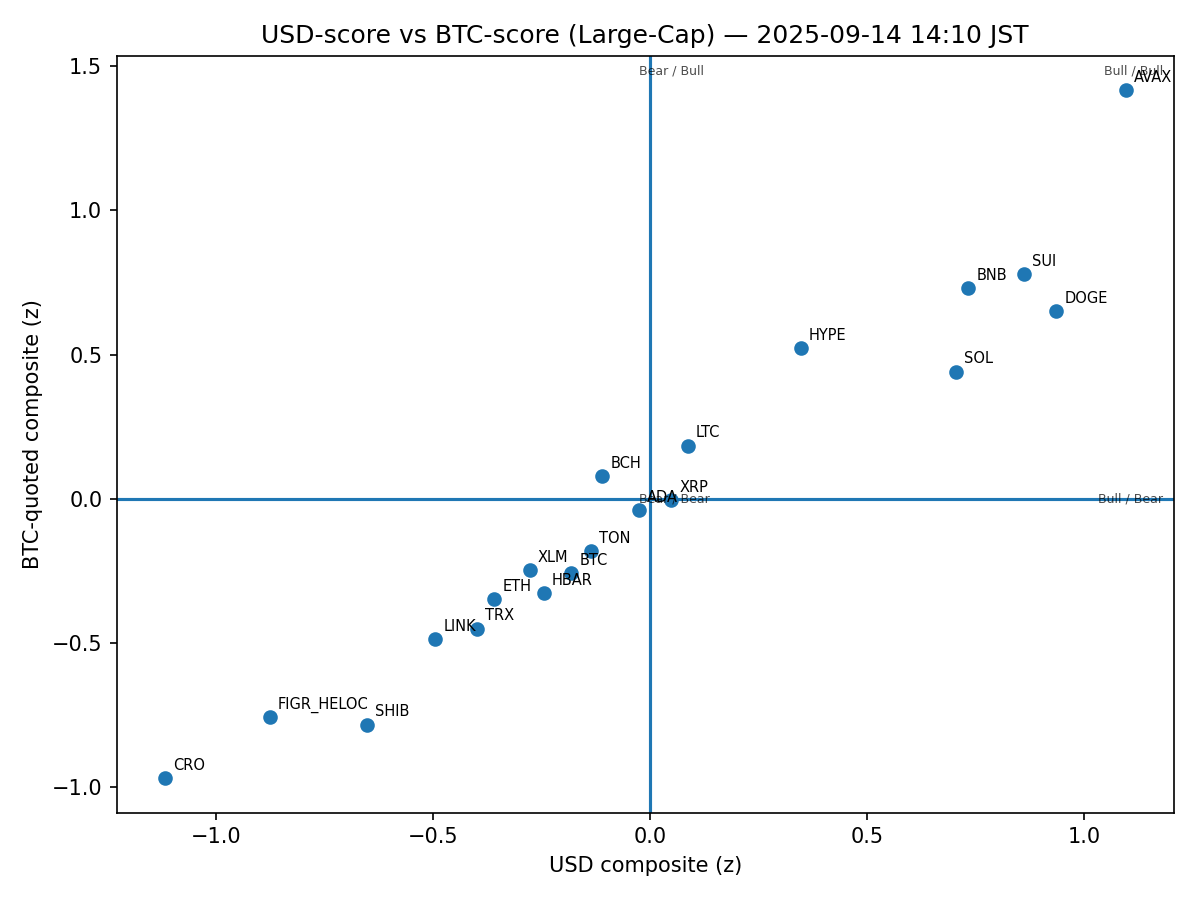 USD-score vs BTC-score (Large-Cap) — 2025-09-14 14:10 JST
Bear / Bull
Bull / Bull
AVAX
SUI
BNB
DOGE
HYPE
SOL
LTC
BCH
XRP
ADA
Bear / Bear
Bull / Bear
TON
XLM
BTC
HBAR
ETH
TRX
LINK
FIGR_HELOC
SHIB
CRO
1.5
1.0
0.5
0.0
−0.5
−1.0
−1.0
−0.5
0.0
0.5
1.0
BTC-quoted composite (z)
USD composite (z)